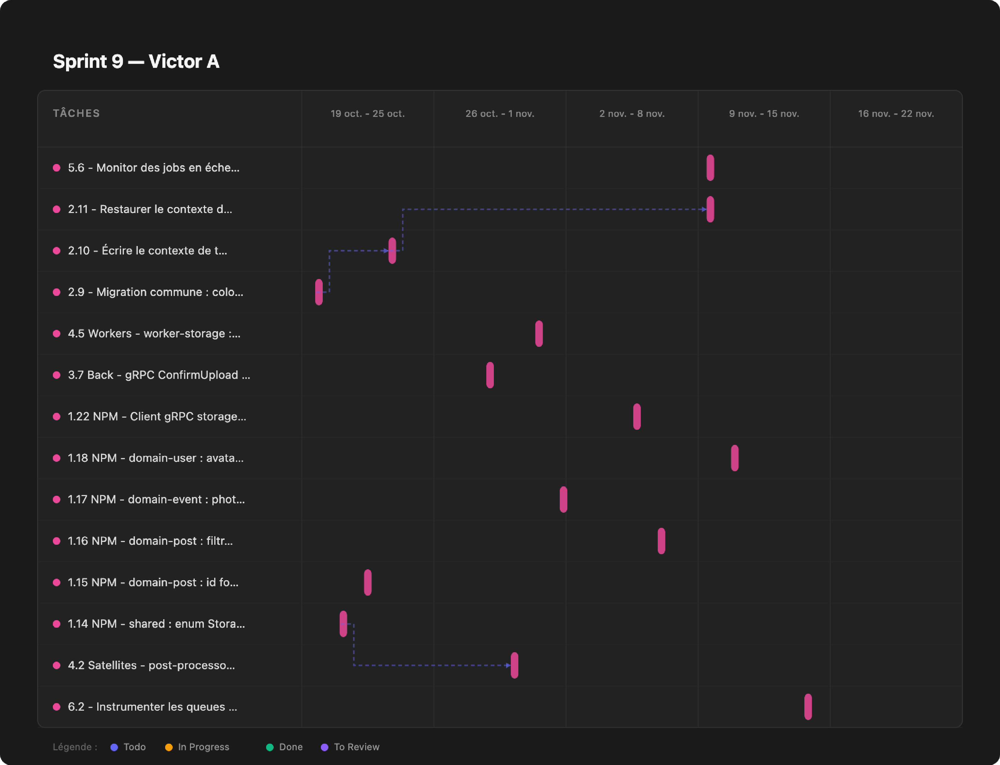 Sprint 9 — Victor A
TÂCHES
19 oct. - 25 oct.
26 oct. - 1 nov.
2 nov. - 8 nov.
9 nov. - 15 nov.
16 nov. - 22 nov.
5.6 - Monitor des jobs en éche...
2.11 - Restaurer le contexte d...
2.10 - Écrire le contexte de t...
2.9 - Migration commune : colo...
4.5 Workers - worker-storage :...
3.7 Back - gRPC ConfirmUpload ...
1.22 NPM - Client gRPC storage...
1.18 NPM - domain-user : avata...
1.17 NPM - domain-event : phot...
1.16 NPM - domain-post : filtr...
1.15 NPM - domain-post : id fo...
1.14 NPM - shared : enum Stora...
4.2 Satellites - post-processo...
6.2 - Instrumenter les queues ...
Légende : Todo In Progress Done To Review